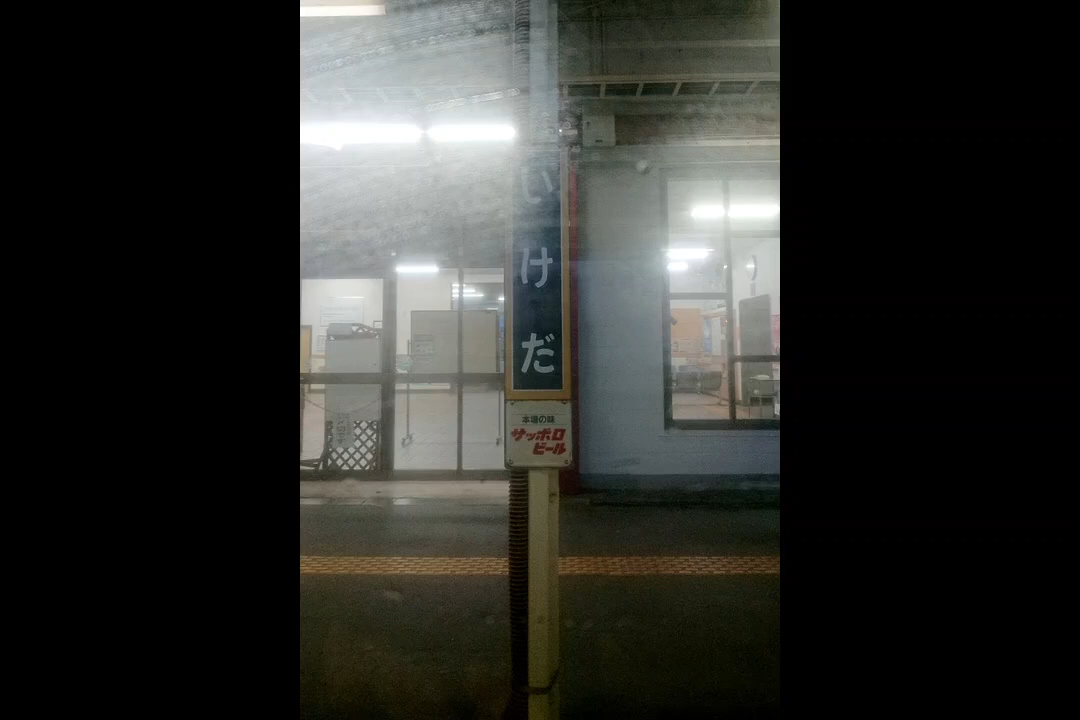 いけだ
本場の味
サッポロ
ビール